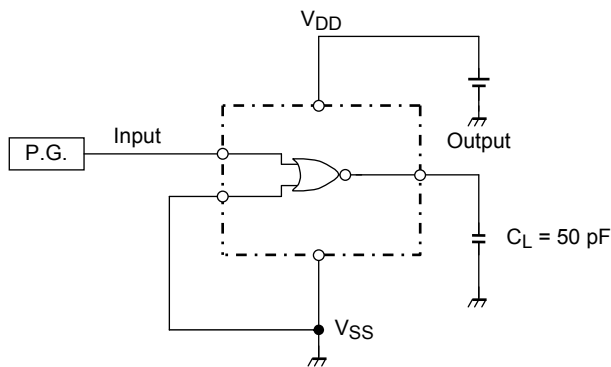 VDD
Input
Output
P.G.
CL = 50 pF
VSS